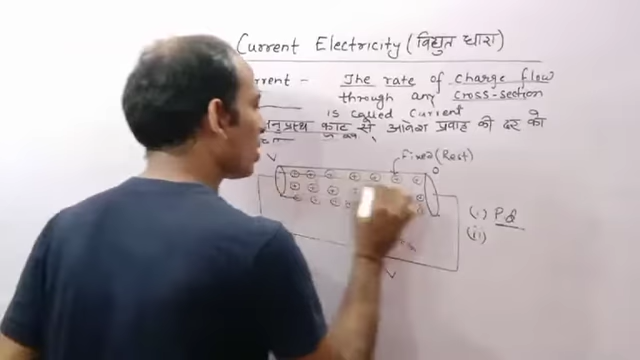 Current Electricity (विद्युत धारा)
rrent - The rate of charge flow
through any cross-section
is called Current
नुप्रस्थ काट से आवेश प्रवाह की दर को
Fixed (Rest)
V
0
(i) P.d
(ii)
V